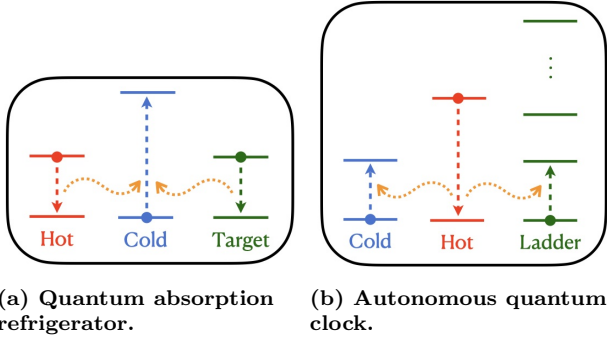 Hot Cold Target
Cold Hot Ladder
(a) Quantum absorption
refrigerator.
(b) Autonomous quantum
clock.